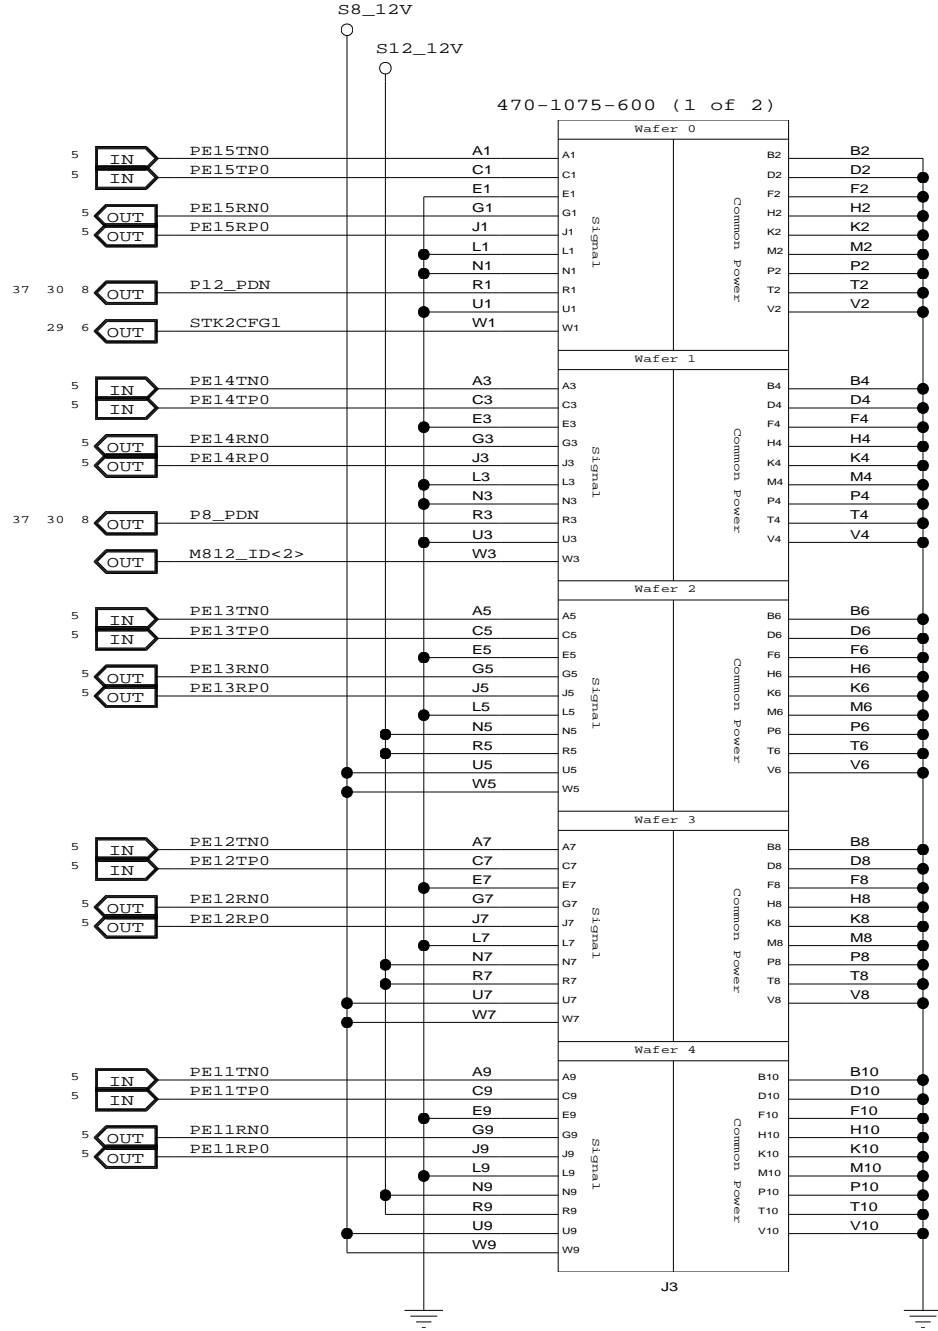 S8_12V
S12_12V
470-1075-600 (1 of 2)
Wafer 0
5 IN PE15TN0 A1 A1 B2 B2
5 IN PE15TP0 C1 C1 D2 D2
E1 E1 F2 F2
5 OUT PE15RN0 G1 G1 H2 H2
5 OUT PE15RP0 J1 J1 K2 K2
L1 L1 M2 M2
N1 N1 P2 P2
37 30 8 OUT P12_PDN R1 R1 T2 T2
U1 U1 V2 V2
29 6 OUT STK2CFG1 W1 W1
Signal
Common Power
Wafer 1
5 IN PE14TN0 A3 A3 B4 B4
5 IN PE14TP0 C3 C3 D4 D4
E3 E3 F4 F4
5 OUT PE14RN0 G3 G3 H4 H4
5 OUT PE14RP0 J3 J3 K4 K4
L3 L3 M4 M4
N3 N3 P4 P4
37 30 8 OUT P8_PDN R3 R3 T4 T4
U3 U3 V4 V4
OUT M812_ID<2> W3 W3
Signal
Common Power
Wafer 2
5 IN PE13TN0 A5 A5 B6 B6
5 IN PE13TP0 C5 C5 D6 D6
E5 E5 F6 F6
5 OUT PE13RN0 G5 G5 H6 H6
5 OUT PE13RP0 J5 J5 K6 K6
L5 L5 M6 M6
N5 N5 P6 P6
R5 R5 T6 T6
U5 U5 V6 V6
W5 W5
Signal
Common Power
Wafer 3
5 IN PE12TN0 A7 A7 B8 B8
5 IN PE12TP0 C7 C7 D8 D8
E7 E7 F8 F8
5 OUT PE12RN0 G7 G7 H8 H8
5 OUT PE12RP0 J7 J7 K8 K8
L7 L7 M8 M8
N7 N7 P8 P8
R7 R7 T8 T8
U7 U7 V8 V8
W7 W7
Signal
Common Power
Wafer 4
5 IN PE11TN0 A9 A9 B10 B10
5 IN PE11TP0 C9 C9 D10 D10
E9 E9 F10 F10
5 OUT PE11RN0 G9 G9 H10 H10
5 OUT PE11RP0 J9 J9 K10 K10
L9 L9 M10 M10
N9 N9 P10 P10
R9 R9 T10 T10
U9 U9 V10 V10
W9 W9
Signal
Common Power
J3